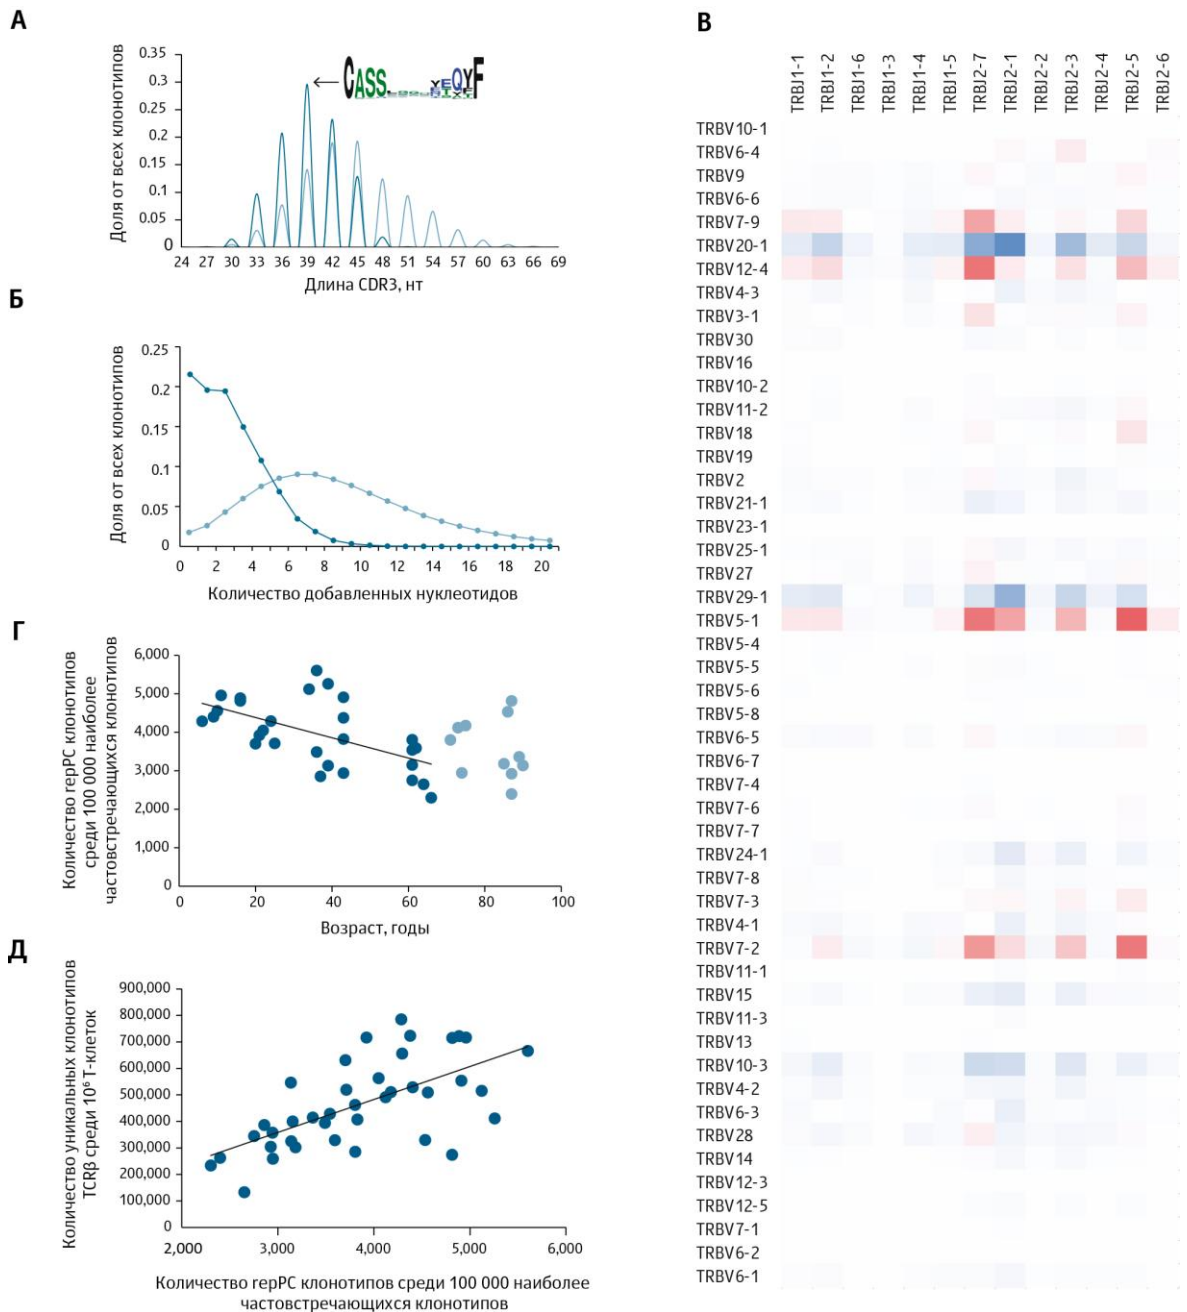 А
Доля от всех клонотипов
0.35
0.3
0.25
0.2
0.15
0.1
0.05
0
CASS
YEQYF
24 27 30 33 36 39 42 45 48 51 54 57 60 63 66 69
Длина CDR3, нт
Б
Доля от всех клонотипов
0.25
0.2
0.15
0.1
0.05
0
0 2 4 6 8 10 12 14 16 18 20
Количество добавленных нуклеотидов
Г
Количество repPC клонотипов
среди 100 000 наиболее
частовстречающихся клонотипов
6,000
5,000
4,000
3,000
2,000
1,000
0
0 20 40 60 80 100
Возраст, годы
Д
Количество уникальных клонотипов
TCRβ среди 10⁶ Т-клеток
900,000
800,000
700,000
600,000
500,000
400,000
300,000
200,000
100,000
0
2,000 3,000 4,000 5,000 6,000
Количество repPC клонотипов среди 100 000 наиболее
частовстречающихся клонотипов
В
TRBJ1-1 TRBJ1-2 TRBJ1-6 TRBJ1-3 TRBJ1-4 TRBJ1-5 TRBJ2-7 TRBJ2-1 TRBJ2-2 TRBJ2-3 TRBJ2-4 TRBJ2-5 TRBJ2-6
TRBV10-1
TRBV6-4
TRBV9
TRBV6-6
TRBV7-9
TRBV20-1
TRBV12-4
TRBV4-3
TRBV3-1
TRBV30
TRBV16
TRBV10-2
TRBV11-2
TRBV18
TRBV19
TRBV2
TRBV21-1
TRBV23-1
TRBV25-1
TRBV27
TRBV29-1
TRBV5-1
TRBV5-4
TRBV5-5
TRBV5-6
TRBV5-8
TRBV6-5
TRBV6-7
TRBV7-4
TRBV7-6
TRBV7-7
TRBV24-1
TRBV7-8
TRBV7-3
TRBV4-1
TRBV7-2
TRBV11-1
TRBV15
TRBV11-3
TRBV13
TRBV10-3
TRBV4-2
TRBV6-3
TRBV28
TRBV14
TRBV12-3
TRBV12-5
TRBV7-1
TRBV6-2
TRBV6-1